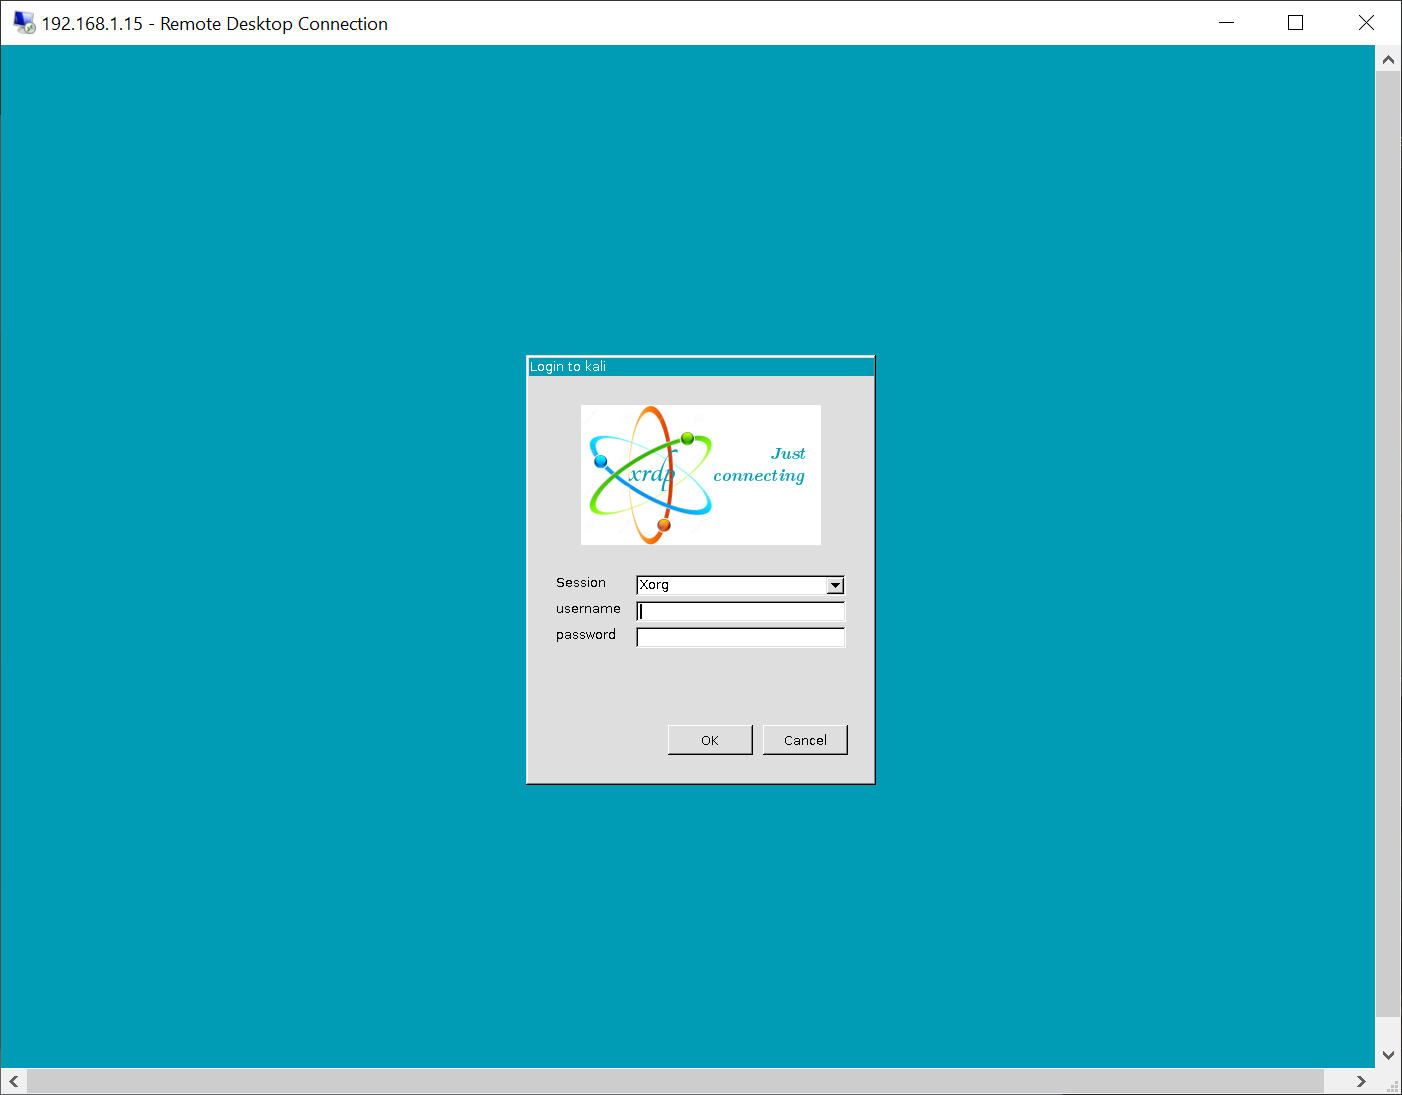 192.168.1.15 - Remote Desktop Connection
Login to kali
xrdp
Just
connecting
Session
Xorg
username
password
OK
Cancel